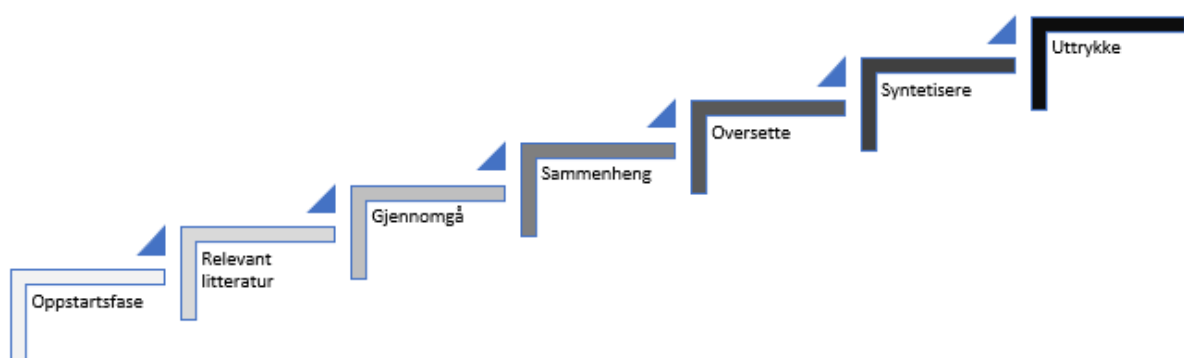 Oppstartsfase
Relevant
litteratur
Gjennomgå
Sammenheng
Oversette
Syntetisere
Uttrykke